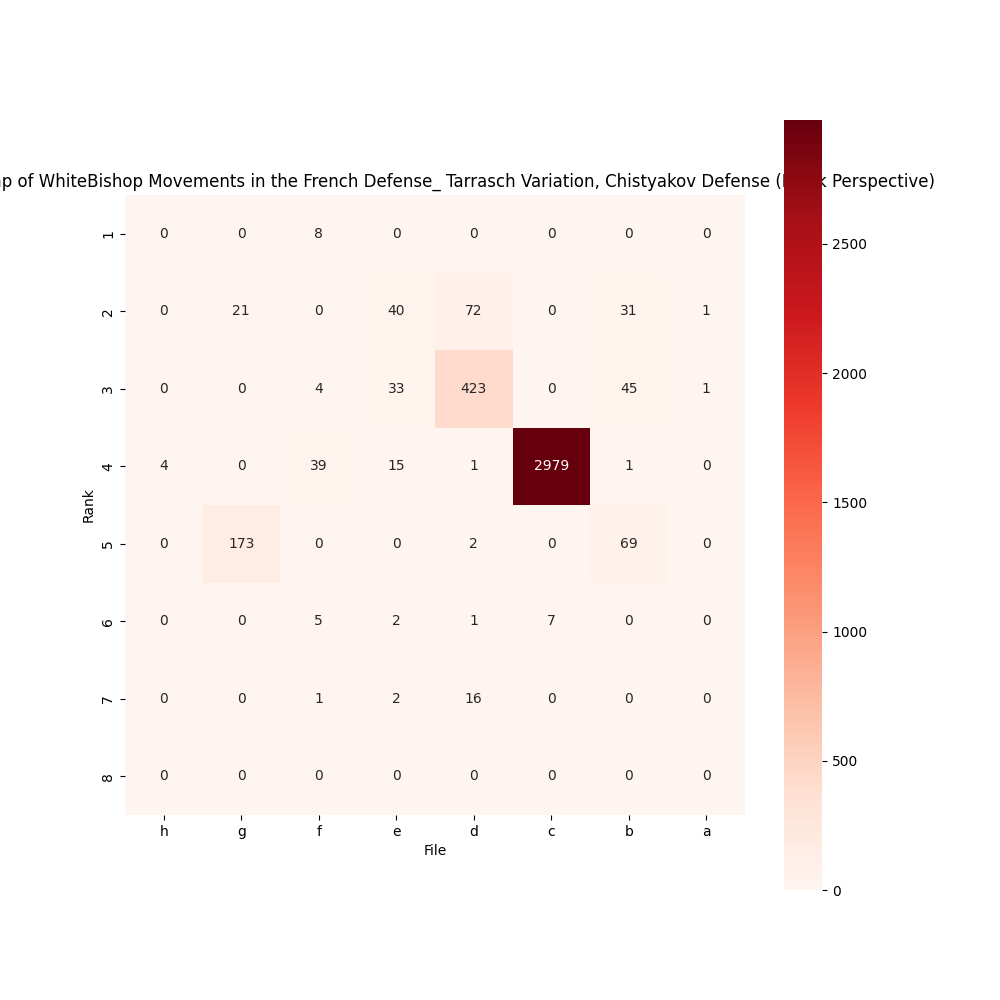 of WhiteBishop Movements in the French Defense_ Tarrasch Variation, Chistyakov Defense ( Perspective)
1 0 0 8 0 0 0 0 0
2 0 21 0 40 72 0 31 1
3 0 0 4 33 423 0 45 1
4 4 0 39 15 1 2979 1 0
5 0 173 0 0 2 0 69 0
6 0 0 5 2 1 7 0 0
7 0 0 1 2 16 0 0 0
8 0 0 0 0 0 0 0 0
h g f e d c b a
File
Rank
2500
2000
1500
1000
500
0